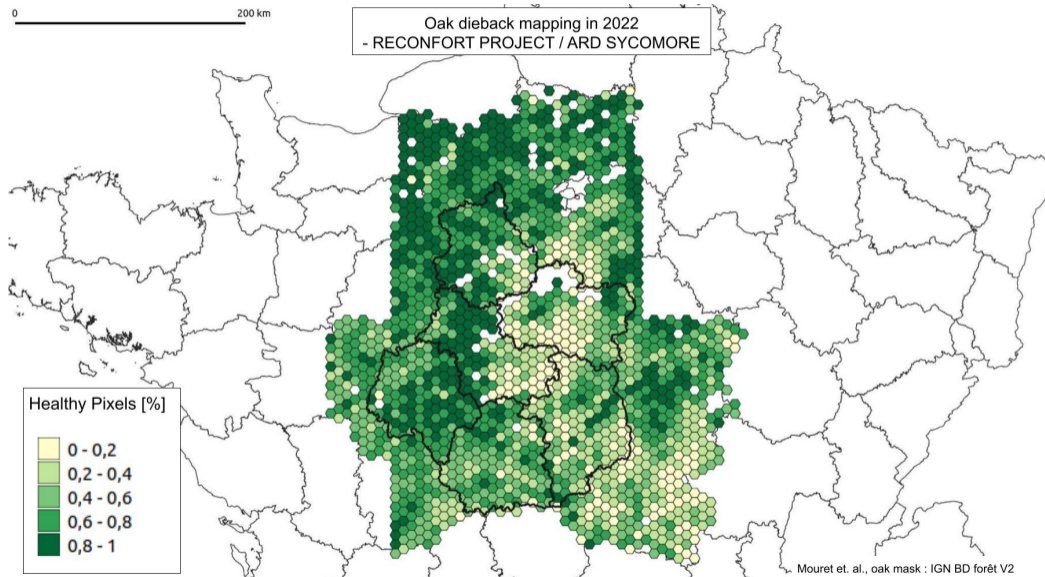 0 200 km
Oak dieback mapping in 2022
- RECONFORT PROJECT / ARD SYCOMORE
Healthy Pixels [%]
0 - 0,2
0,2 - 0,4
0,4 - 0,6
0,6 - 0,8
0,8 - 1
Mouret et. al., oak mask : IGN BD forêt V2